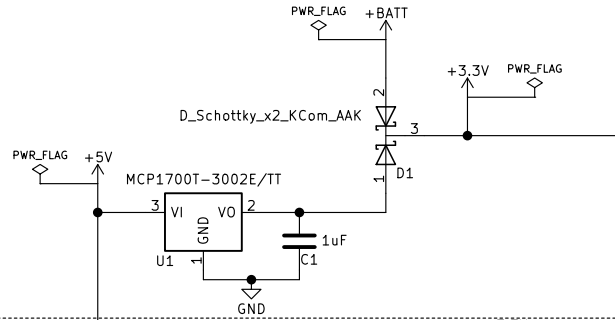 PWR_FLAG
+BATT
+3.3V
PWR_FLAG
2
D_Schottky_x2_KCom_AAK
3
PWR_FLAG
+5V
MCP1700T-3002E/TT
1
D1
3
VI
VO
2
GND
1uF
U1
1
C1
GND